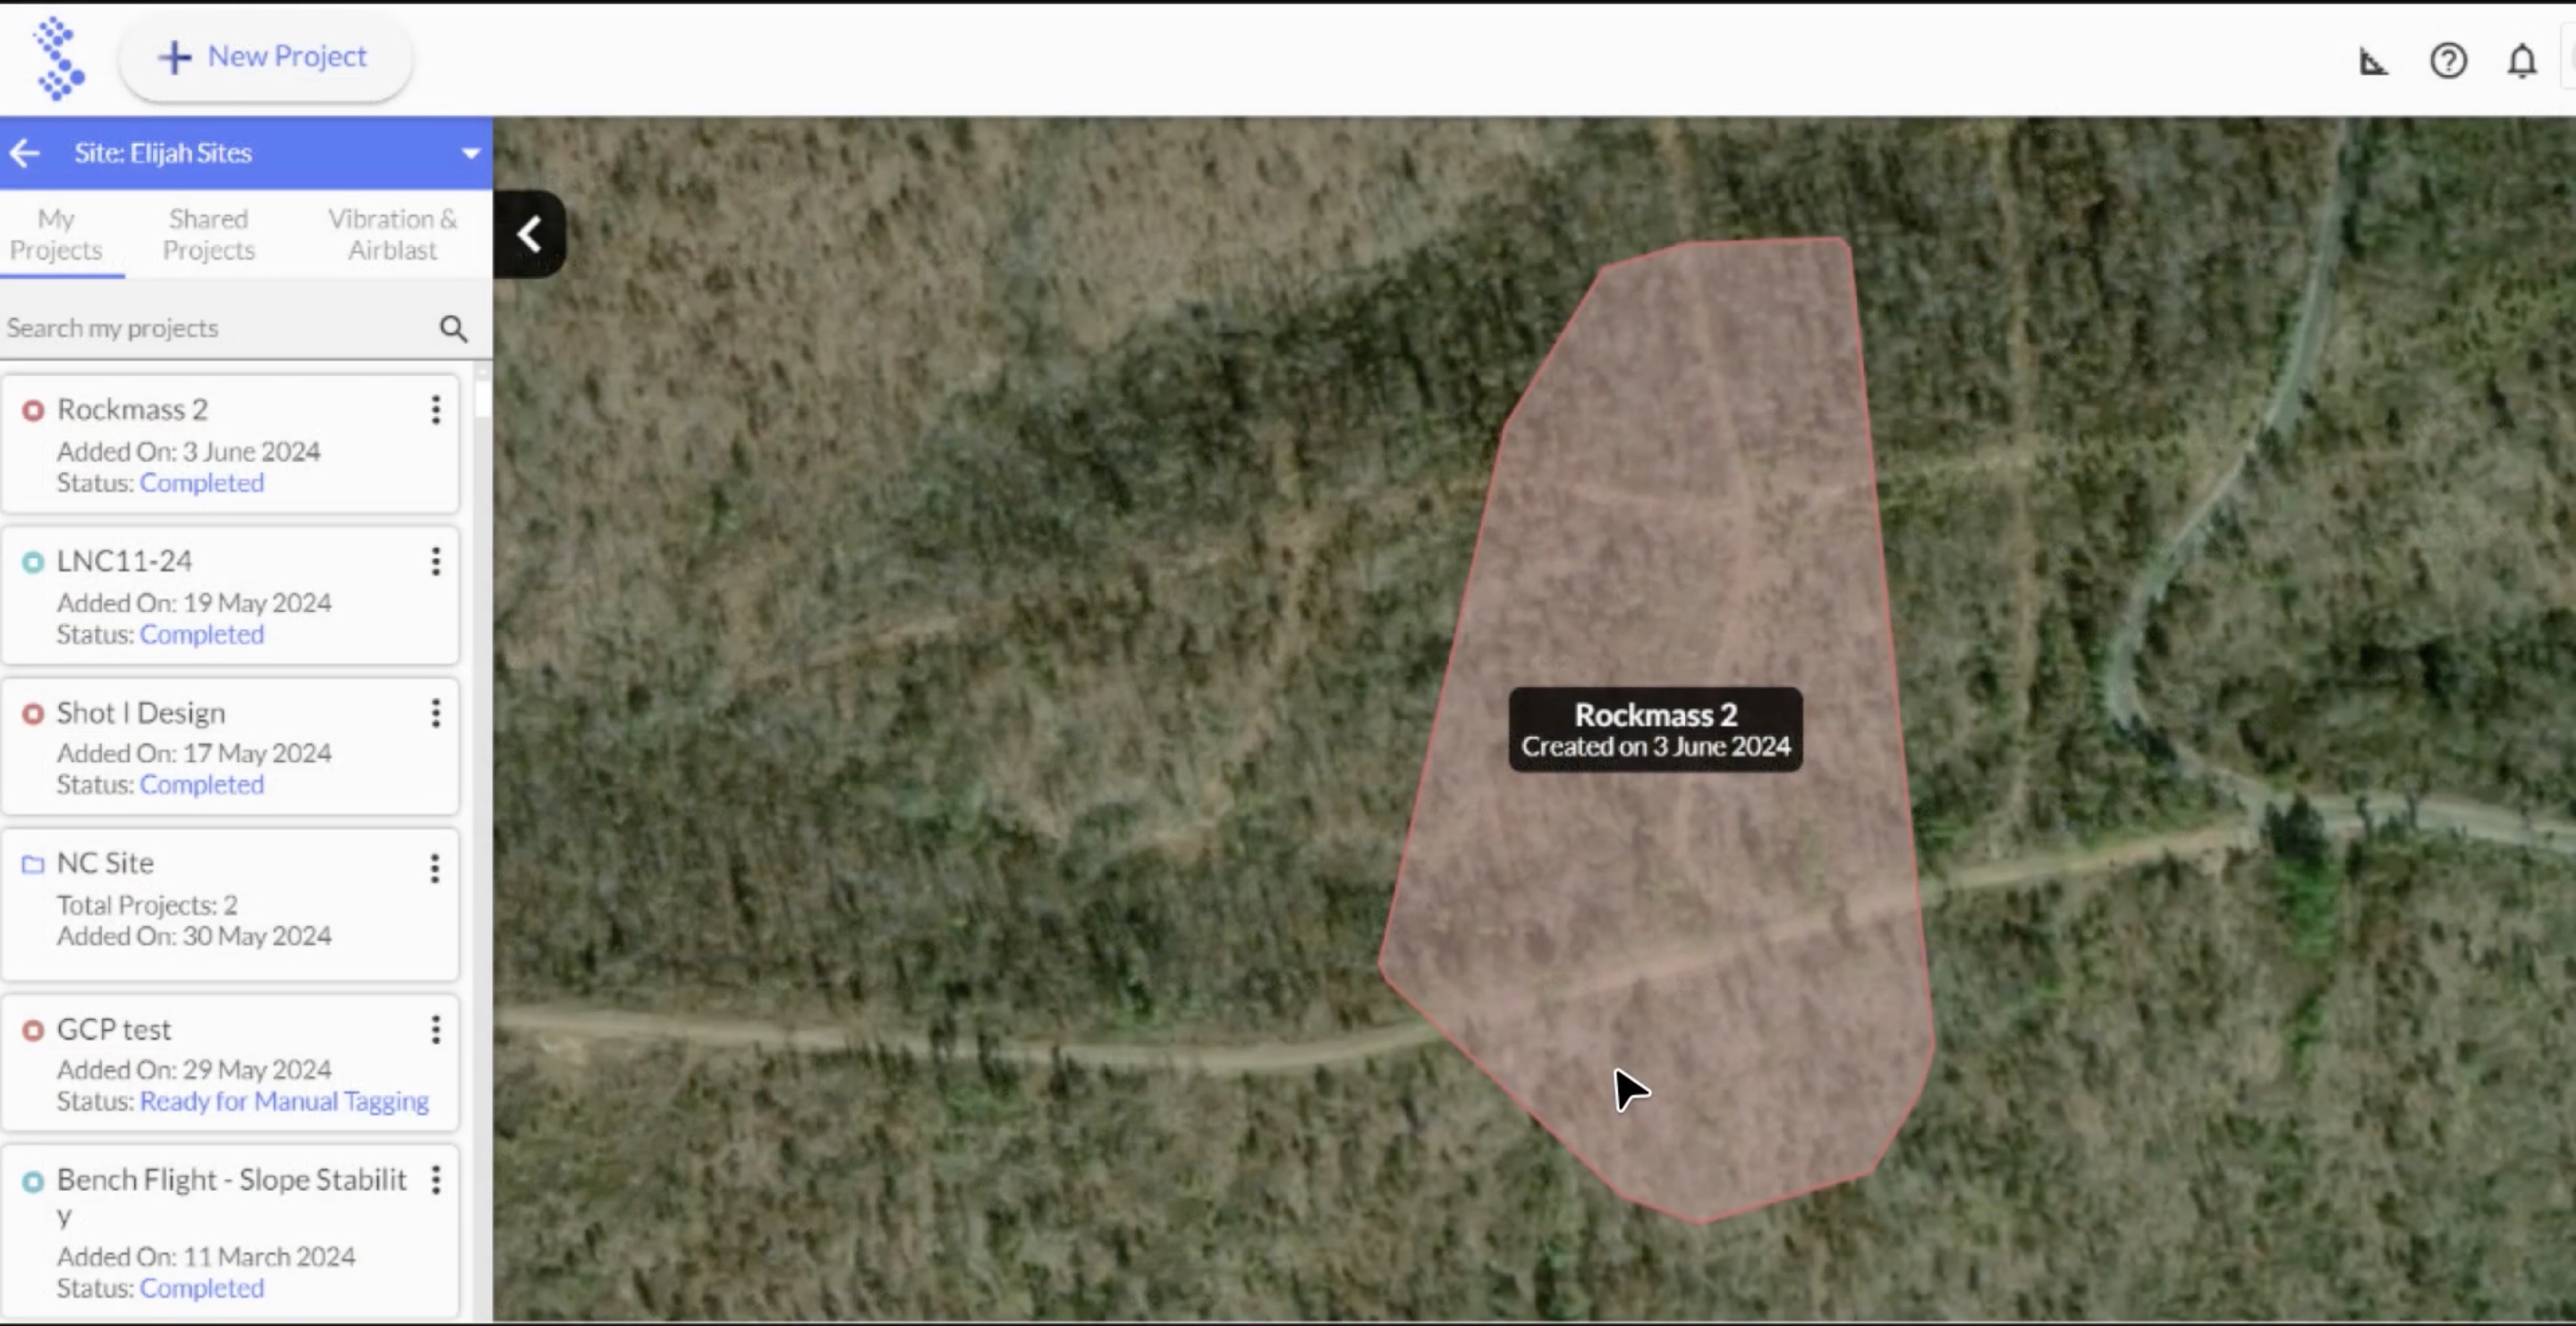 New Project
Site: Elijah Sites
My
Projects
Shared
Projects
Vibration &
Airblast
Search my projects
Rockmass 2
Added On: 3 June 2024
Status: Completed
LNC11-24
Added On: 19 May 2024
Status: Completed
Shot I Design
Added On: 17 May 2024
Status: Completed
NC Site
Total Projects: 2
Added On: 30 May 2024
GCP test
Added On: 29 May 2024
Status: Ready for Manual Tagging
Bench Flight - Slope Stabilit
y
Added On: 11 March 2024
Status: Completed
Rockmass 2
Created on 3 June 2024